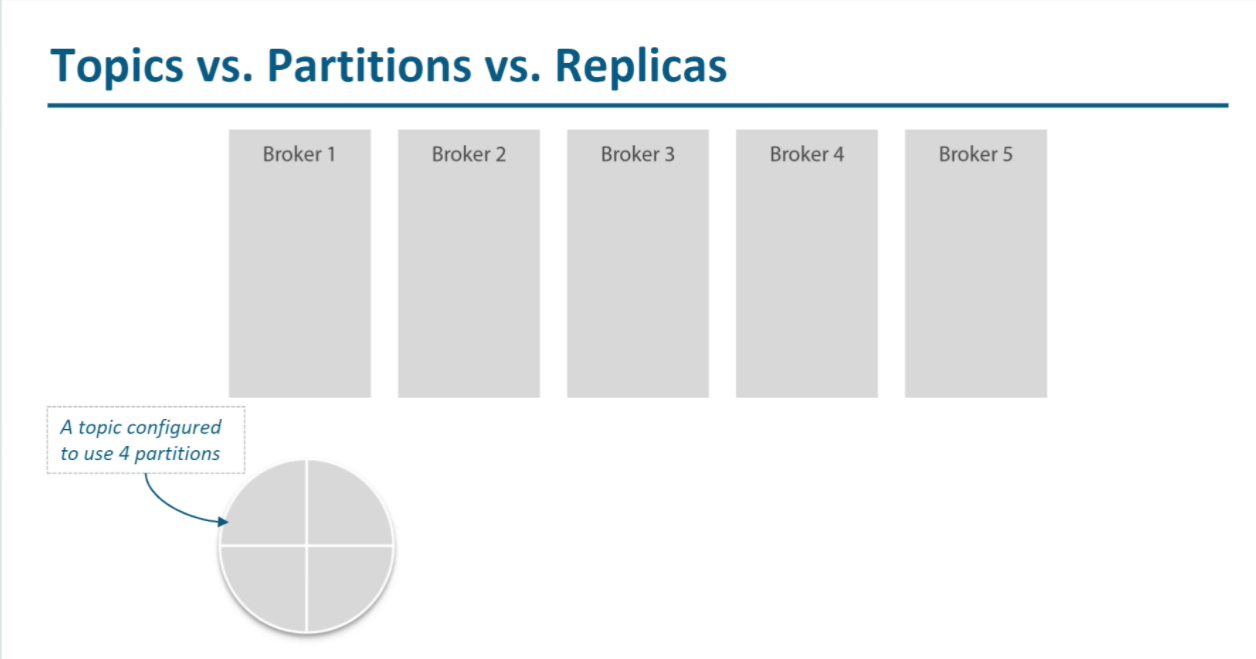 Topics vs. Partitions vs. Replicas
Broker 1
Broker 2
Broker 3
Broker 4
Broker 5
A topic configured
to use 4 partitions